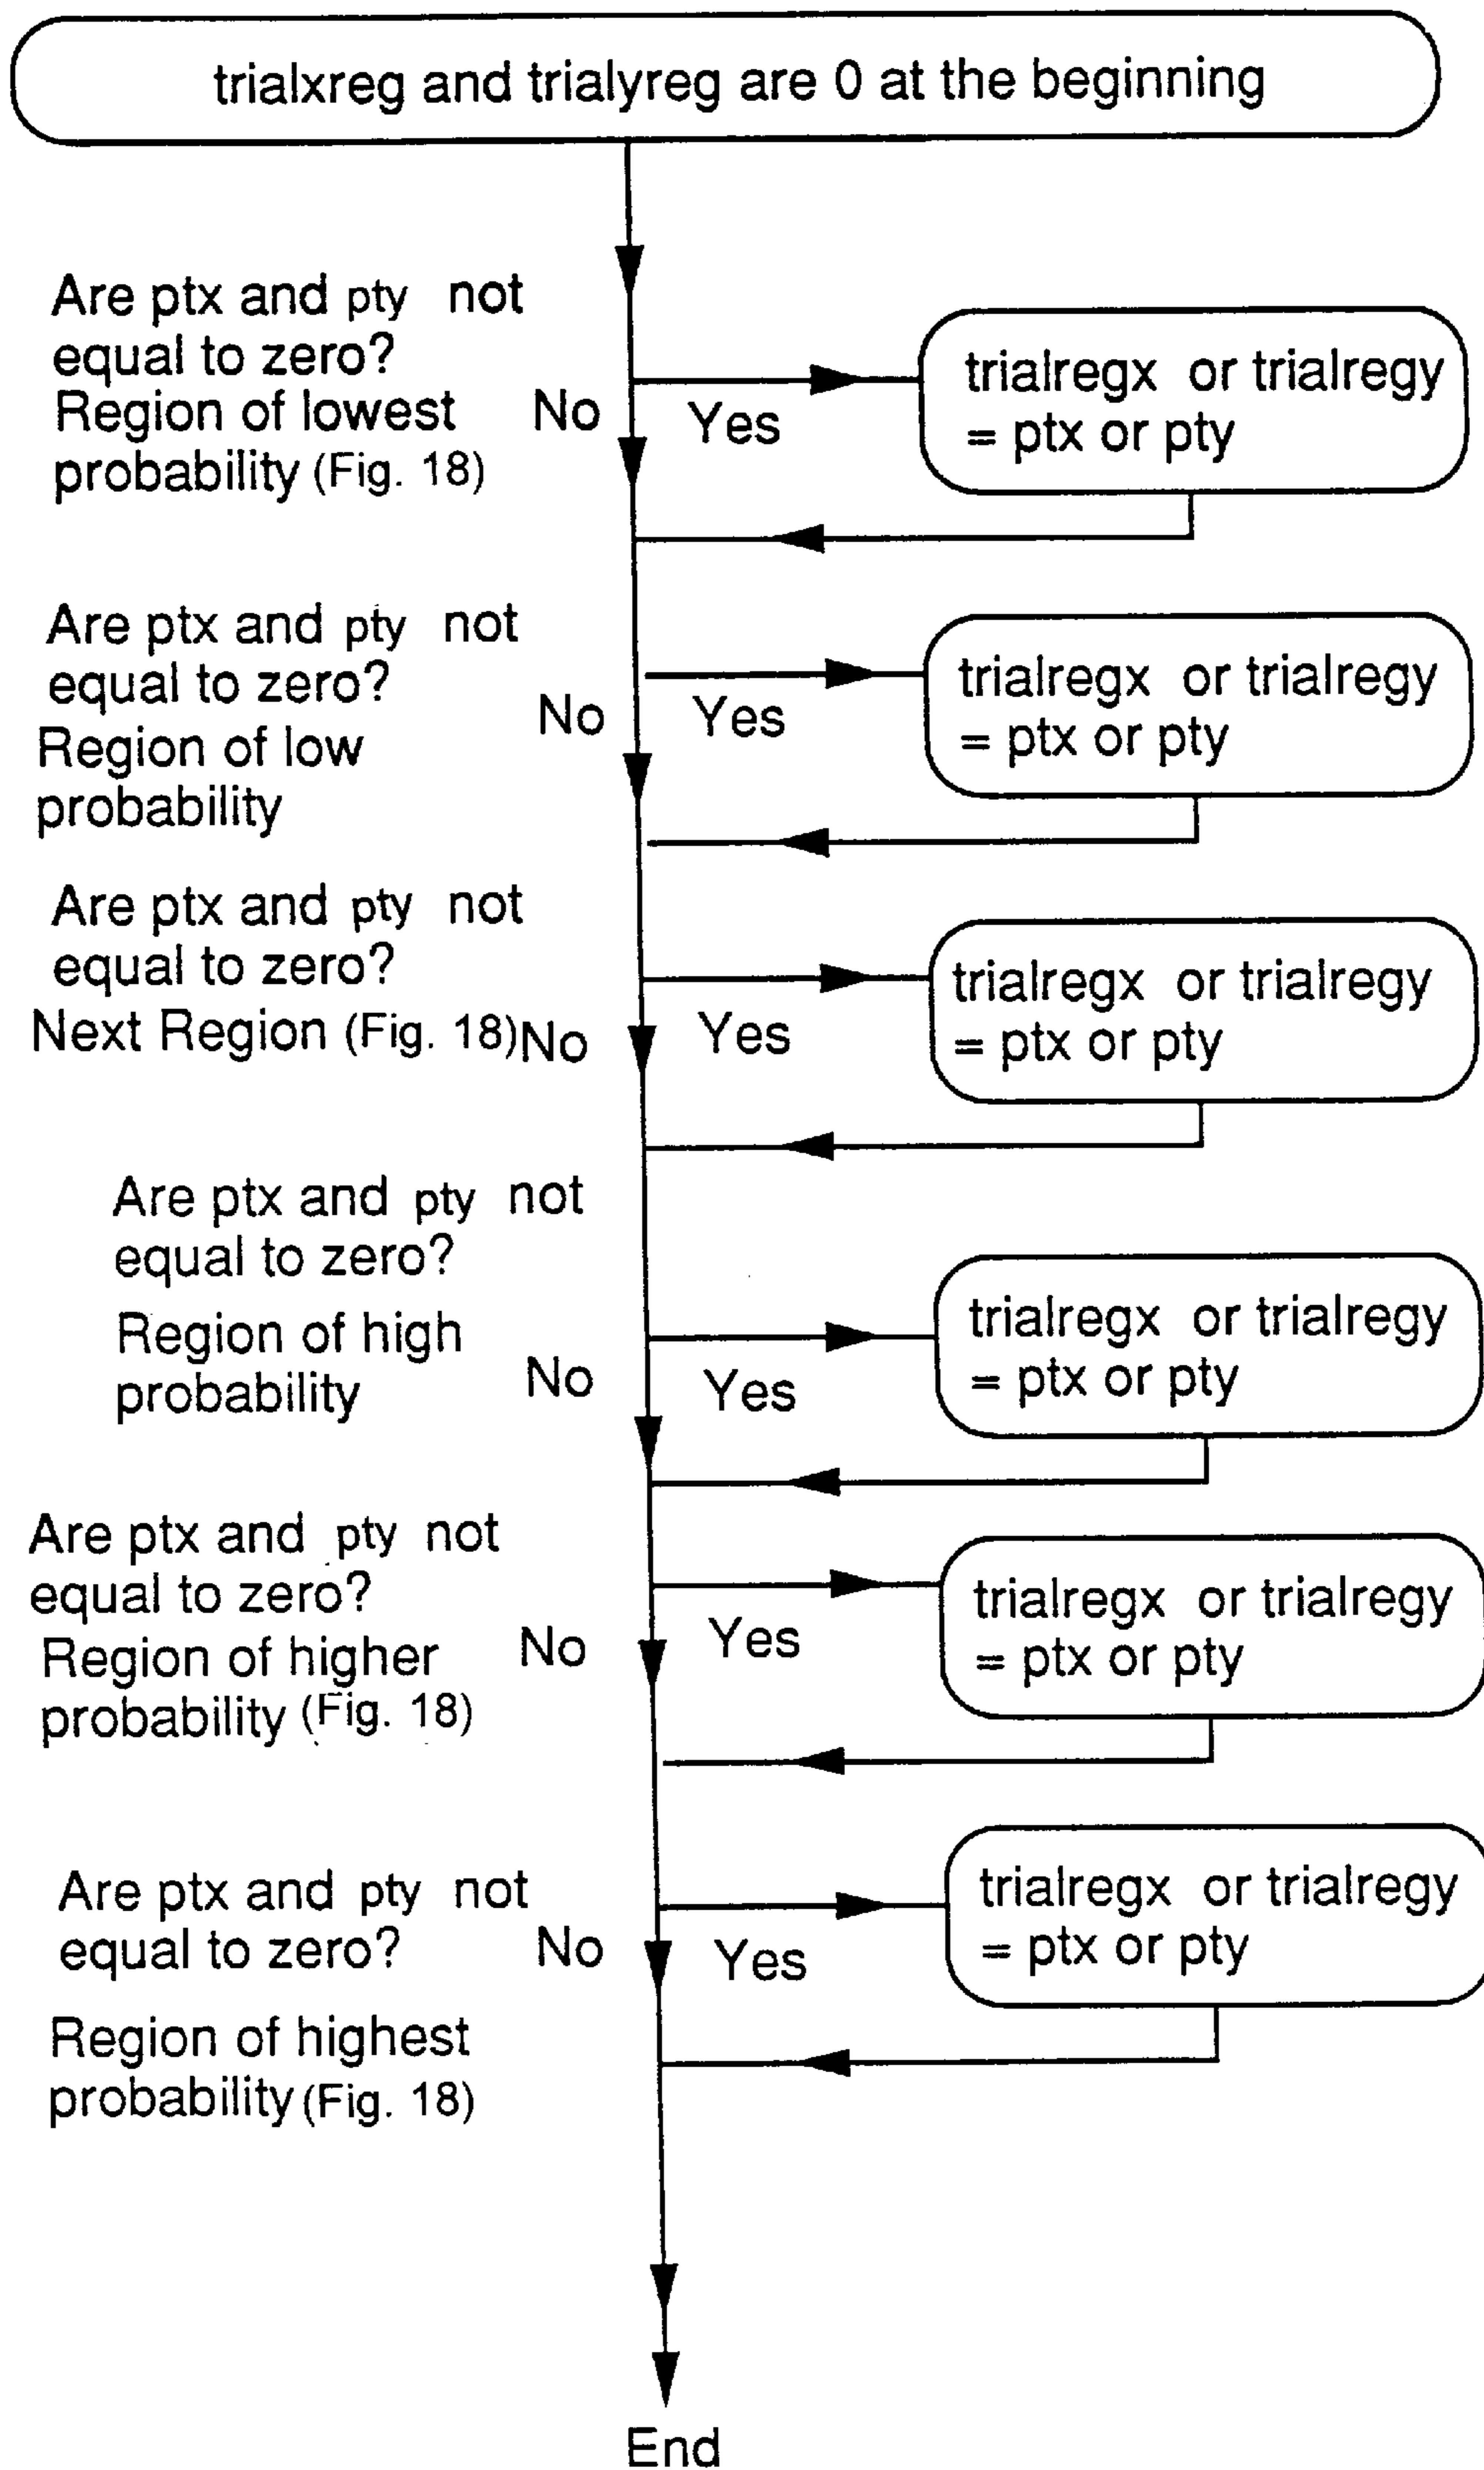 trialxreg and trialyreg are 0 at the beginning
Are ptx and pty not
equal to zero?
Region of lowest
probability (Fig. 18)
No
Yes
trialregx or trialregy
= ptx or pty
Are ptx and pty not
equal to zero?
Region of low
probability
No
Yes
trialregx or trialregy
= ptx or pty
Are ptx and pty not
equal to zero?
Next Region (Fig. 18)
No
Yes
trialregx or trialregy
= ptx or pty
Are ptx and pty not
equal to zero?
Region of high
probability
No
Yes
trialregx or trialregy
= ptx or pty
Are ptx and pty not
equal to zero?
Region of higher
probability (Fig. 18)
No
Yes
trialregx or trialregy
= ptx or pty
Are ptx and pty not
equal to zero?
Region of highest
probability (Fig. 18)
No
Yes
trialregx or trialregy
= ptx or pty
End